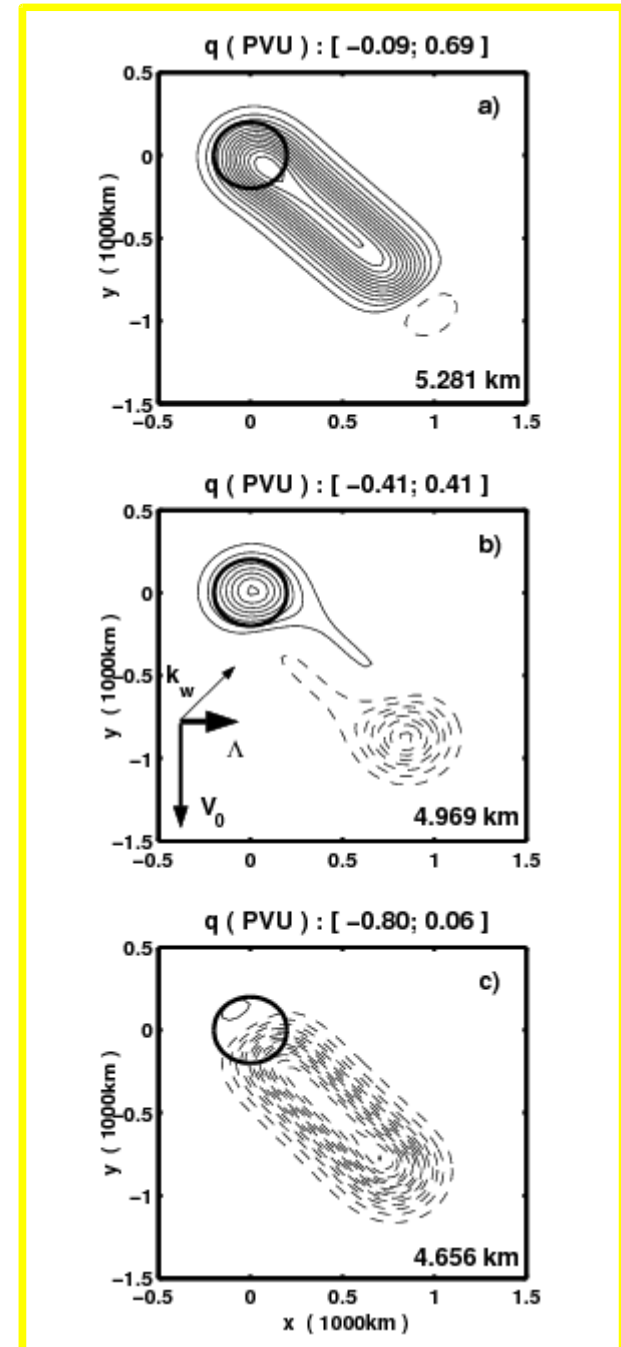 q ( PVU ) : [ −0.09; 0.69 ]
0.5
a)
0
y ( 1000km )
−0.5
−1
5.281 km
−1.5
−0.5 0 0.5 1 1.5
q ( PVU ) : [ −0.41; 0.41 ]
0.5
b)
0
y ( 1000km )
−0.5
k_w
Λ
−1
V_0
4.969 km
−1.5
−0.5 0 0.5 1 1.5
q ( PVU ) : [ −0.80; 0.06 ]
0.5
c)
0
y ( 1000km )
−0.5
−1
4.656 km
−1.5
−0.5 0 0.5 1 1.5
x ( 1000km )